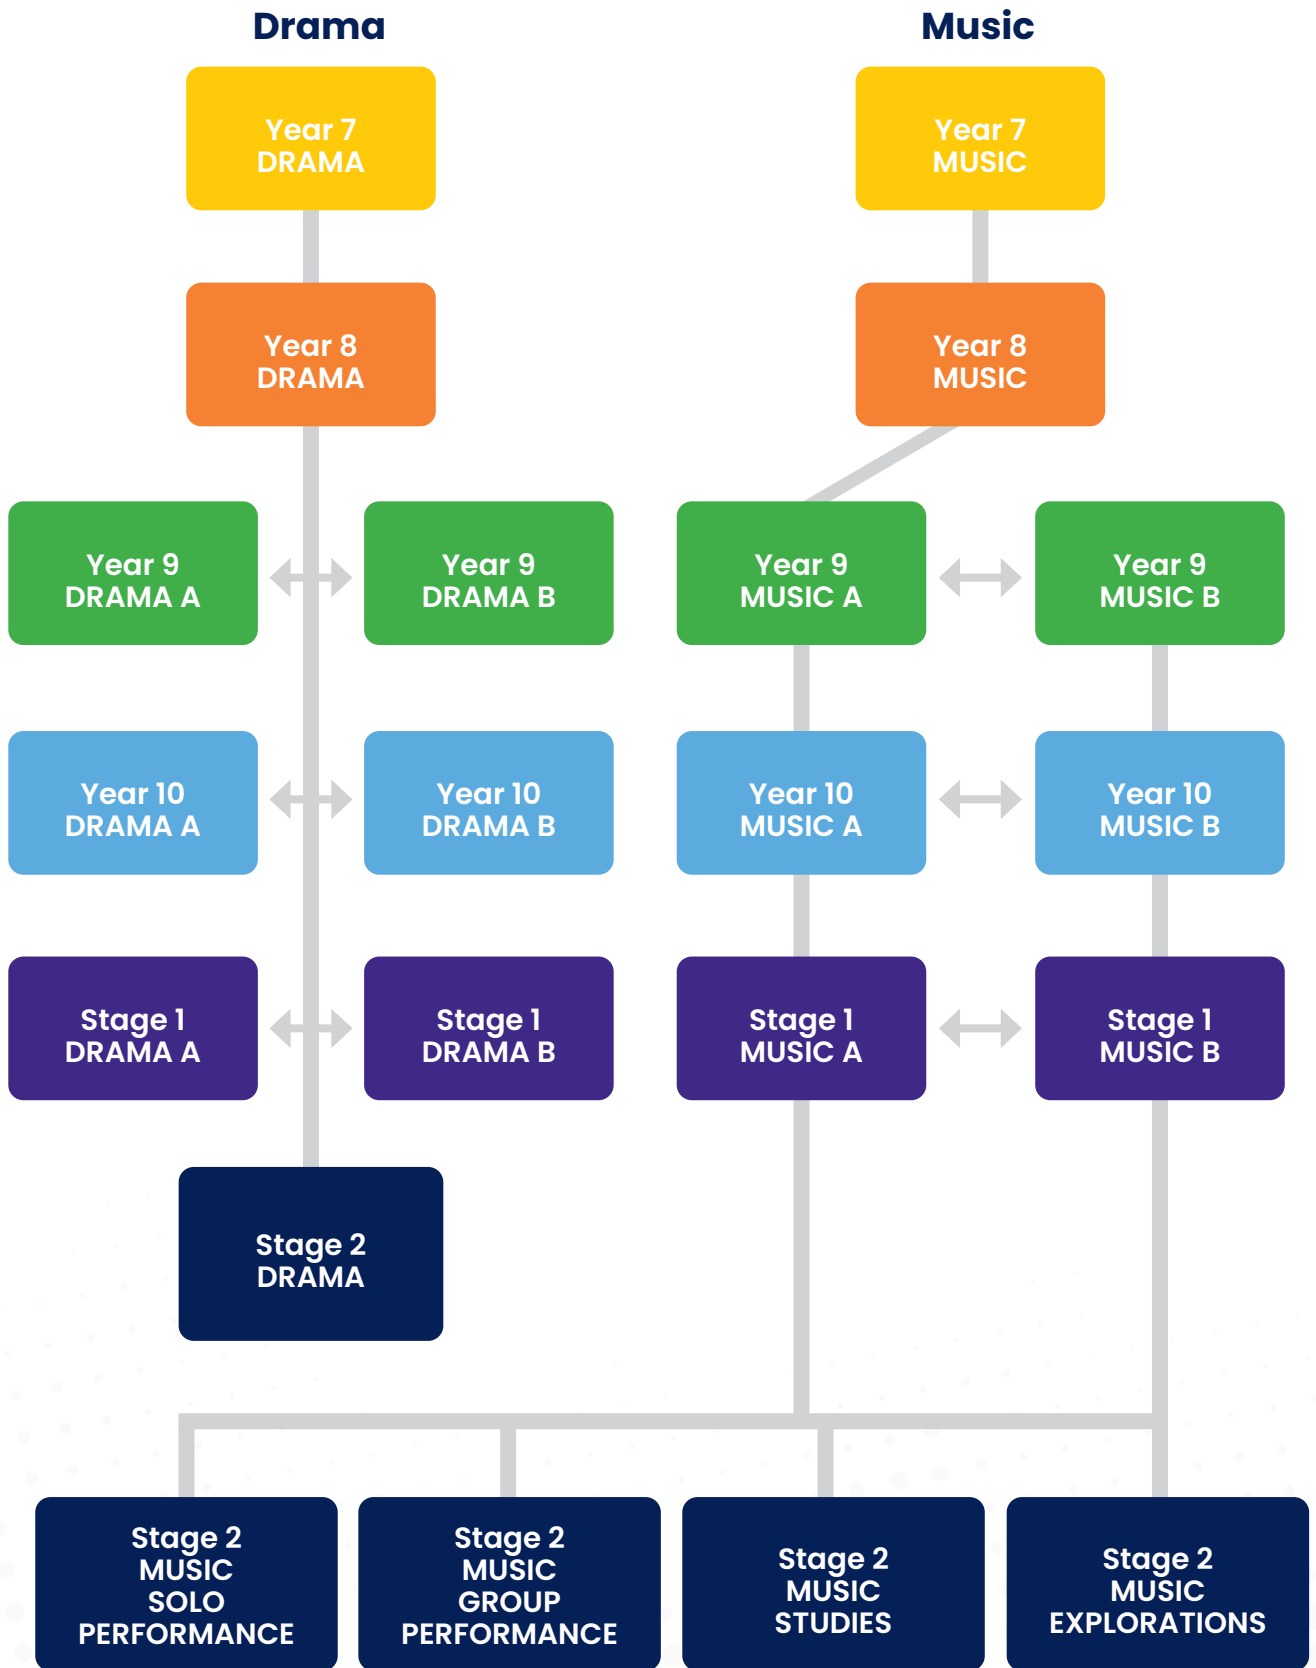 Drama
Music
Year 7
DRAMA
Year 7
MUSIC
Year 8
DRAMA
Year 8
MUSIC
Year 9
DRAMA A
Year 9
DRAMA B
Year 9
MUSIC A
Year 9
MUSIC B
Year 10
DRAMA A
Year 10
DRAMA B
Year 10
MUSIC A
Year 10
MUSIC B
Stage 1
DRAMA A
Stage 1
DRAMA B
Stage 1
MUSIC A
Stage 1
MUSIC B
Stage 2
DRAMA
Stage 2
MUSIC
SOLO
PERFORMANCE
Stage 2
MUSIC
GROUP
PERFORMANCE
Stage 2
MUSIC
STUDIES
Stage 2
MUSIC
EXPLORATIONS